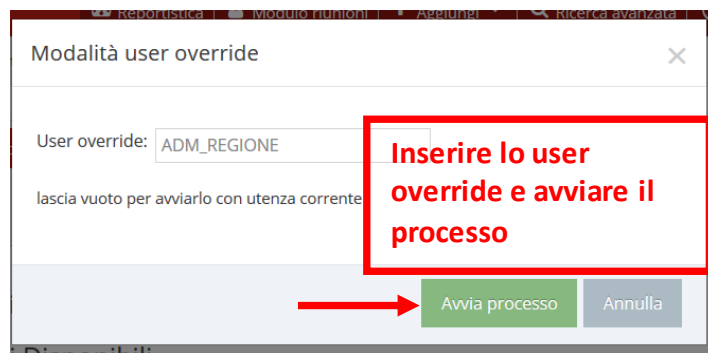 Reportistica Modulo riunioni Aggiungi Ricerca avanzata
Modalità user override
User override: ADM_REGIONE
lascia vuoto per avviarlo con utenza corrente
Inserire lo user
override e avviare il
processo
Avvia processo Annulla
i Disponibili